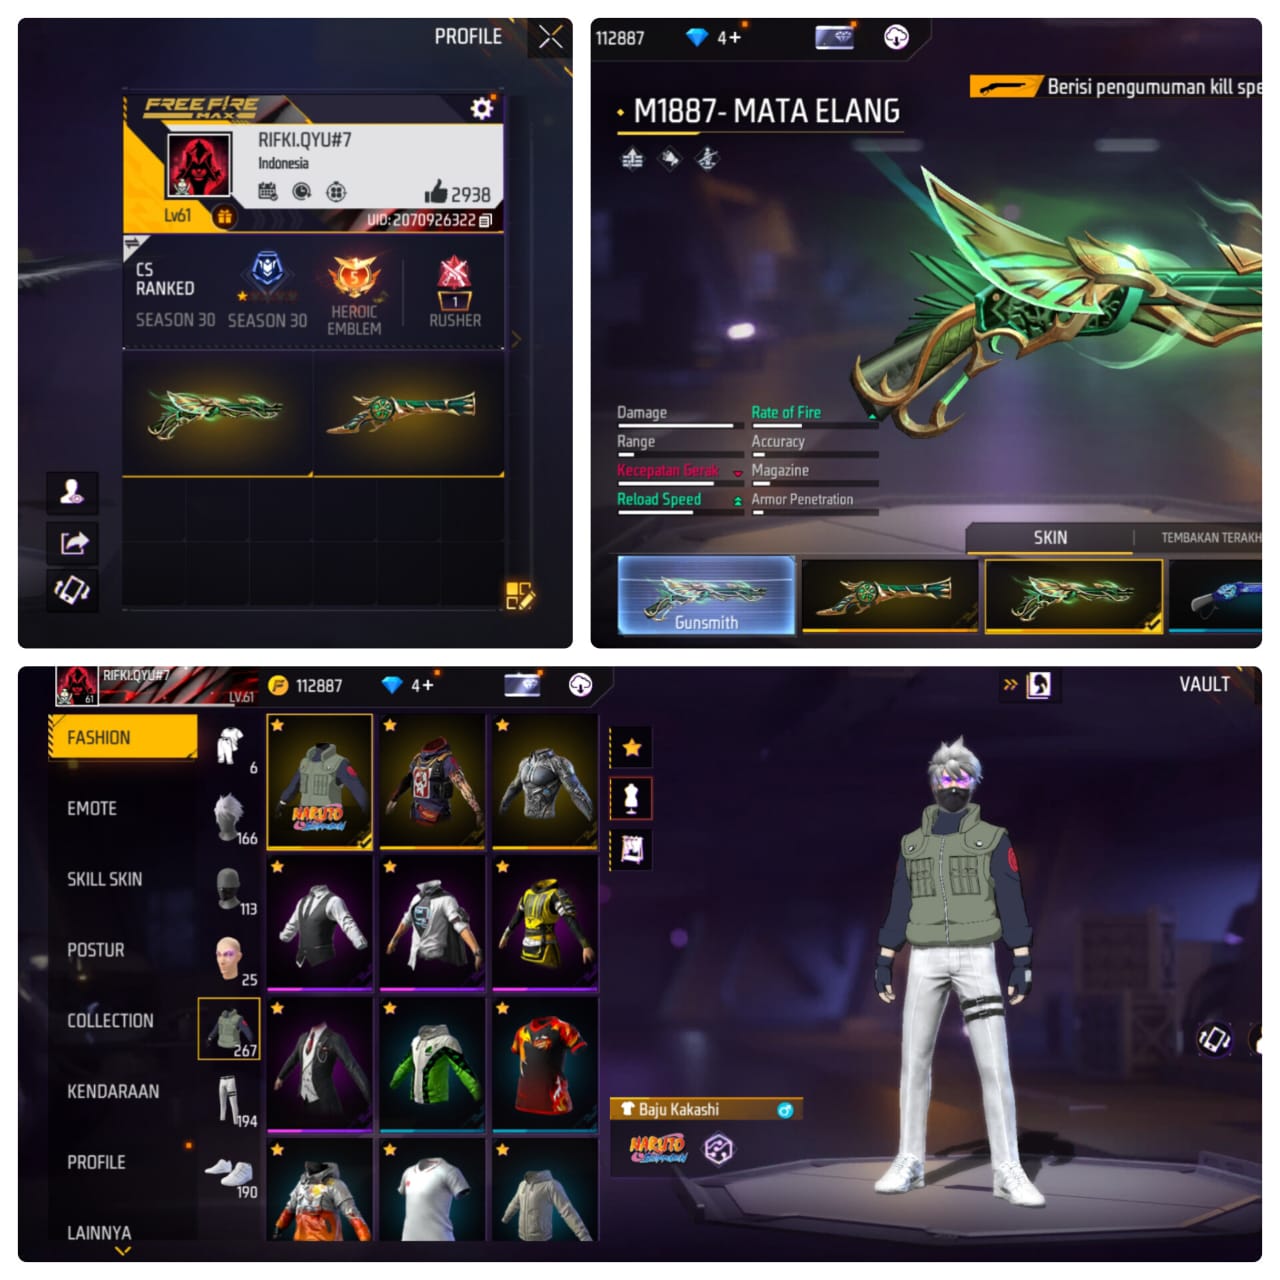 PROFILE
FREE FIRE
MAX
RIFKI.QYU#7
Indonesia
2938
Lv61
UID:2070926322
CS
RANKED
SEASON 30
SEASON 30
5
HEROIC
EMBLEM
1
RUSHER
112887
4+
Berisi pengumuman kill spe
M1887- MATA ELANG
Damage
Rate of Fire
Range
Accuracy
Kecepatan Gerak
Magazine
Reload Speed
Armor Penetration
SKIN
TEMBAKAN TERAKH
Gunsmith
RIFKI.QYU#7
61
LV.61
112887
4+
VAULT
FASHION
EMOTE
SKILL SKIN
POSTUR
COLLECTION
KENDARAAN
PROFILE
LAINNYA
6
166
113
25
267
194
190
NARUTO
Baju Kakashi
NARUTO